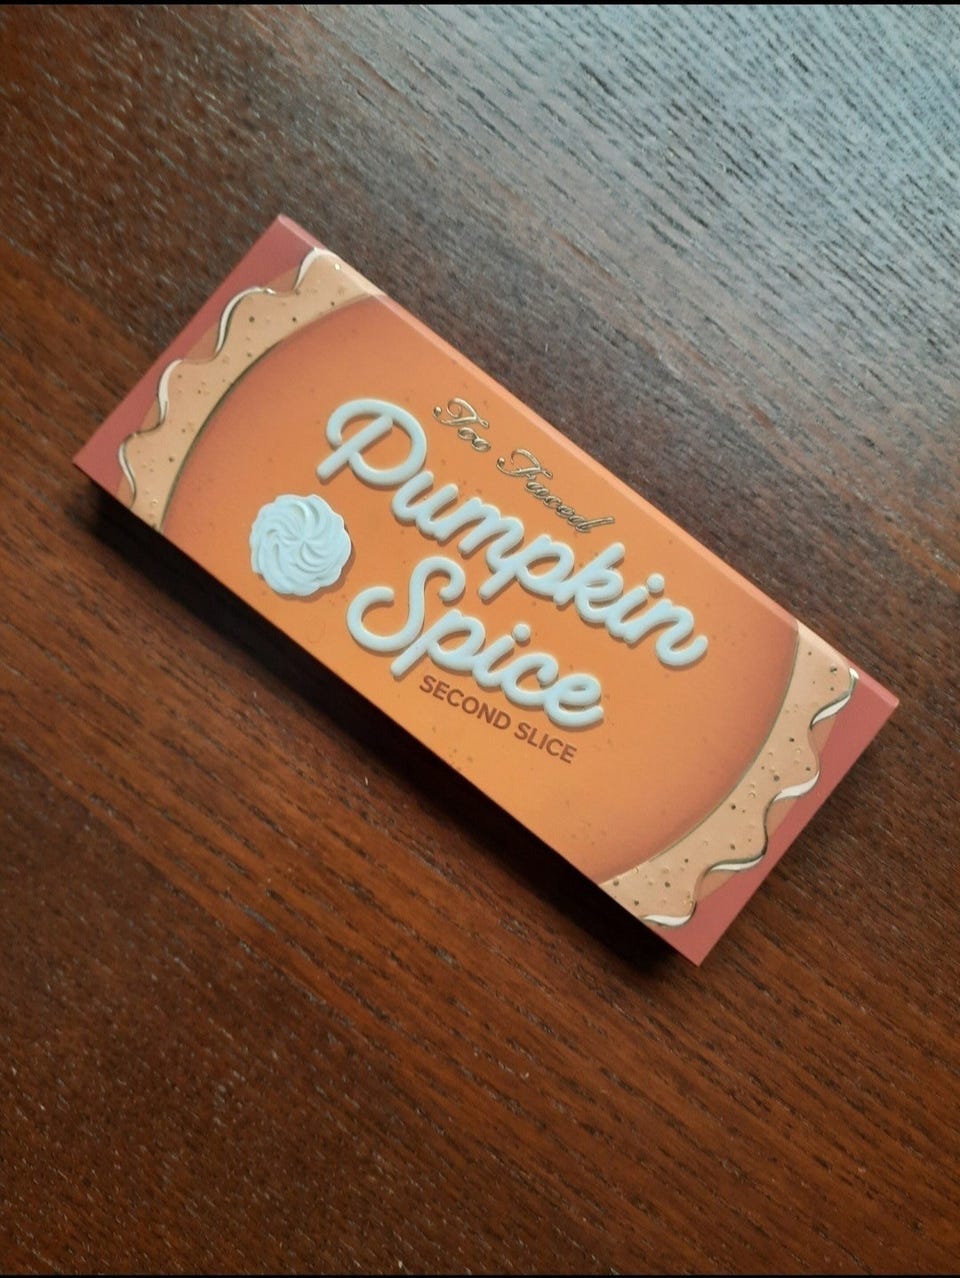 Too Faced
Pumpkin
Spice
SECOND SLICE